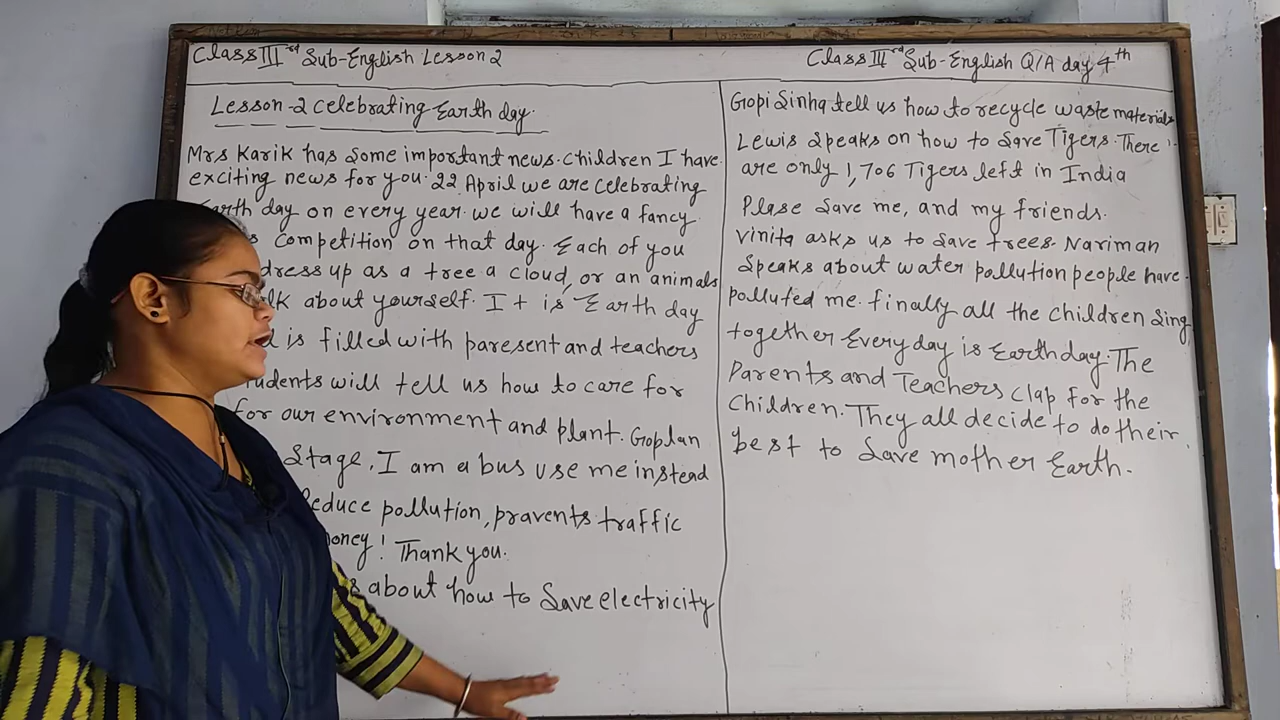 Class III rd Sub-English Lesson 2
Lesson-2 Celebrating Earth day.
Mrs Karik has some important news. Children I have
exciting news for you. 22 April we are celebrating
Earth day on every year. we will have a fancy
competition on that day. Each of you
dress up as a tree a cloud, or an animals
about yourself. It is Earth day
is filled with paresent and teachers
students will tell us how to care for
for our environment and plant. Goplan
Stage. I am a bus use me instead
reduce pollution, pravents traffic
money! Thank you.
about how to Save electricity
Class III rd Sub-English Q/A day 4th
Gopi Sinha tell us how to recycle waste materials
Lewis Speaks on how to save Tigers. There
are only 1,706 Tigers left in India
Plase Save me, and my friends.
Vinita asks us to save trees. Nariman
Speaks about water pollution people have
polluted me. finally all the children Sing
together Every day is Earthday. The
Parents and Teachers clap for the
Children. They all decide to do their
best to Save mother Earth.